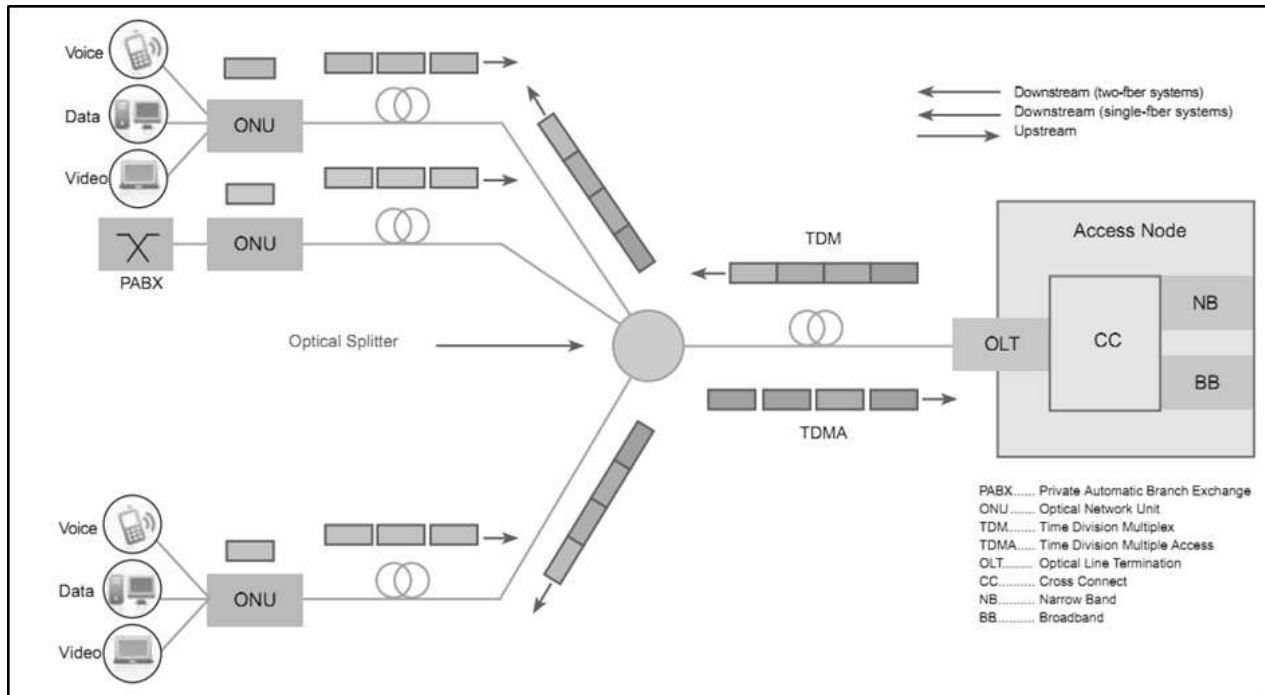 Voice
Data
Video
ONU
ONU
PABX
Optical Splitter
Voice
Data
Video
ONU
TDM
TDMA
Downstream (two-fber systems)
Downstream (single-fber systems)
Upstream
Access Node
OLT
CC
NB
BB
PABX...... Private Automatic Branch Exchange
ONU....... Optical Network Unit
TDM........ Time Division Multiplex
TDMA..... Time Division Multiple Access
OLT........ Optical Line Termination
CC.......... Cross Connect
NB.......... Narrow Band
BB.......... Broadband